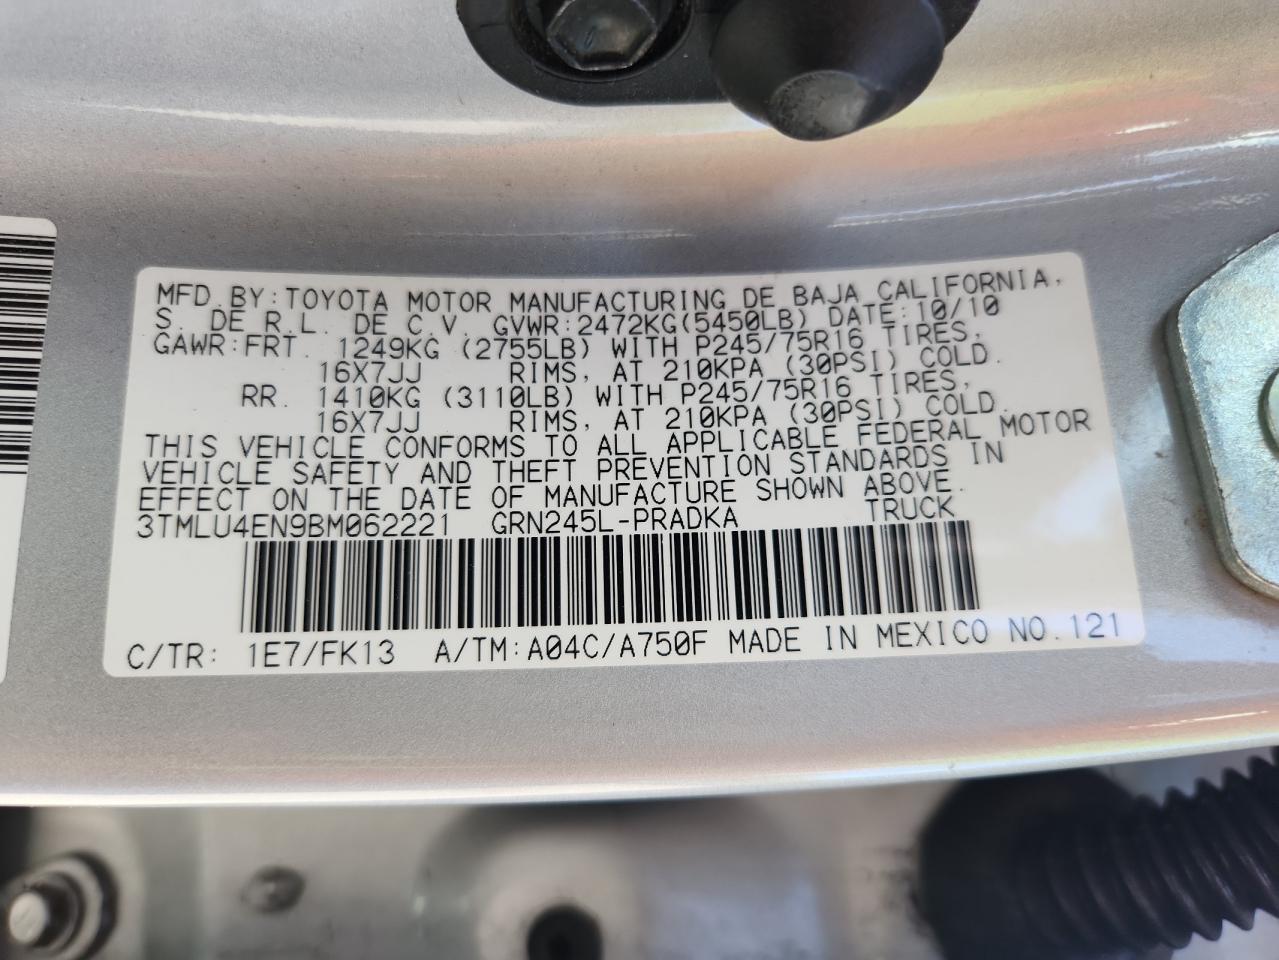 MFD.BY:TOYOTA MOTOR MANUFACTURING DE BAJA CALIFORNIA,
S. DE R.L. DE C.V. GVWR:2472KG(5450LB) DATE:10/10
GAWR:FRT. 1249KG (2755LB) WITH P245/75R16 TIRES,
16X7JJ RIMS, AT 210KPA (30PSI) COLD.
RR. 1410KG (3110LB) WITH P245/75R16 TIRES,
16X7JJ RIMS, AT 210KPA (30PSI) COLD.
THIS VEHICLE CONFORMS TO ALL APPLICABLE FEDERAL MOTOR
VEHICLE SAFETY AND THEFT PREVENTION STANDARDS IN
EFFECT ON THE DATE OF MANUFACTURE SHOWN ABOVE.
3TMLU4EN9BM062221 GRN245L-PRADKA TRUCK
C/TR: 1E7/FK13 A/TM:A04C/A750F MADE IN MEXICO NO.121